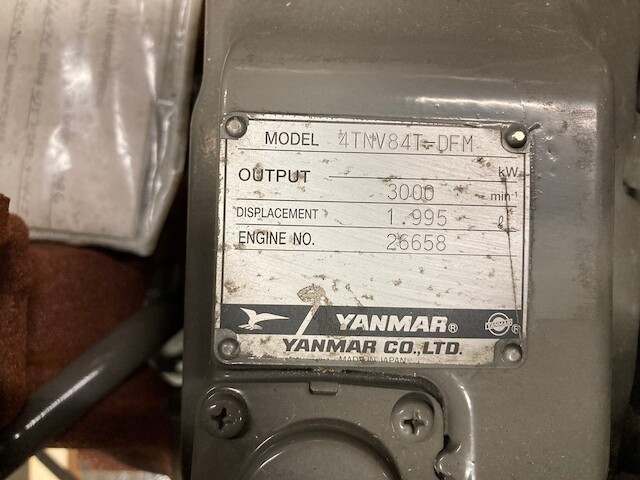 MODEL 4TNV84T-DFM
OUTPUT kW
3000 min⁻¹
DISPLACEMENT 1.995 ℓ
ENGINE NO. 26658
YANMAR®
YANMAR CO.,LTD.
MADE IN JAPAN